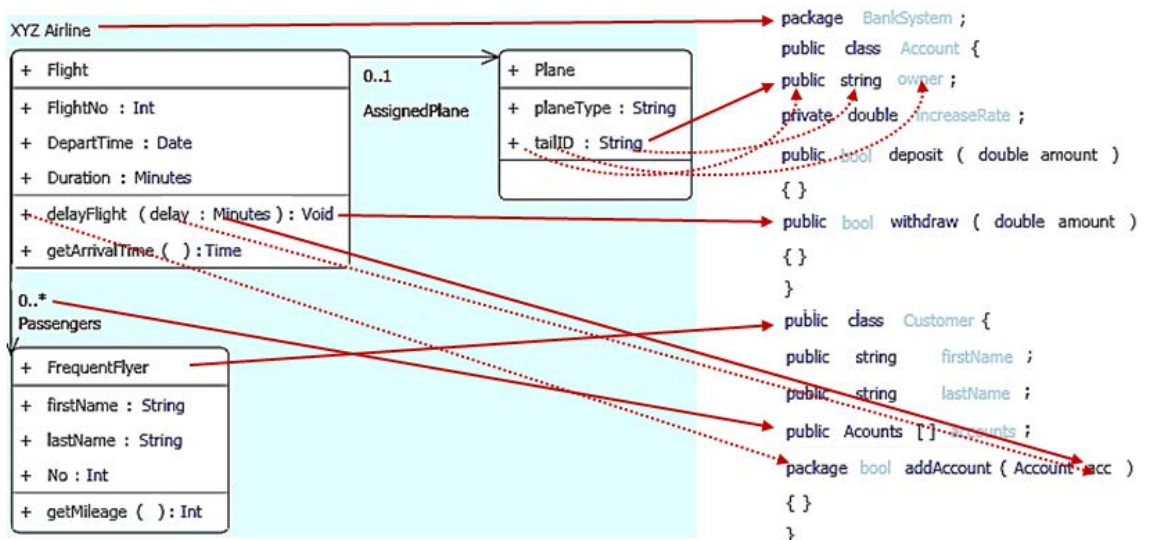 XYZ Airline
+ Flight
+ FlightNo : Int
+ DepartTime : Date
+ Duration : Minutes
+ delayFlight ( delay : Minutes ) : Void
+ getArrivalTime ( ) : Time
0..1
AssignedPlane
+ Plane
+ planeType : String
+ tailID : String
0..*
Passengers
+ FrequentFlyer
+ firstName : String
+ lastName : String
+ No : Int
+ getMileage ( ) : Int
package BankSystem ;
public class Account {
public string owner ;
private double increaseRate ;
public bool deposit ( double amount )
{ }
public bool withdraw ( double amount )
{ }
}
public class Customer {
public string firstName ;
public string lastName ;
public Acounts [ ] accounts ;
package bool addAccount ( Account acc )
{ }
}